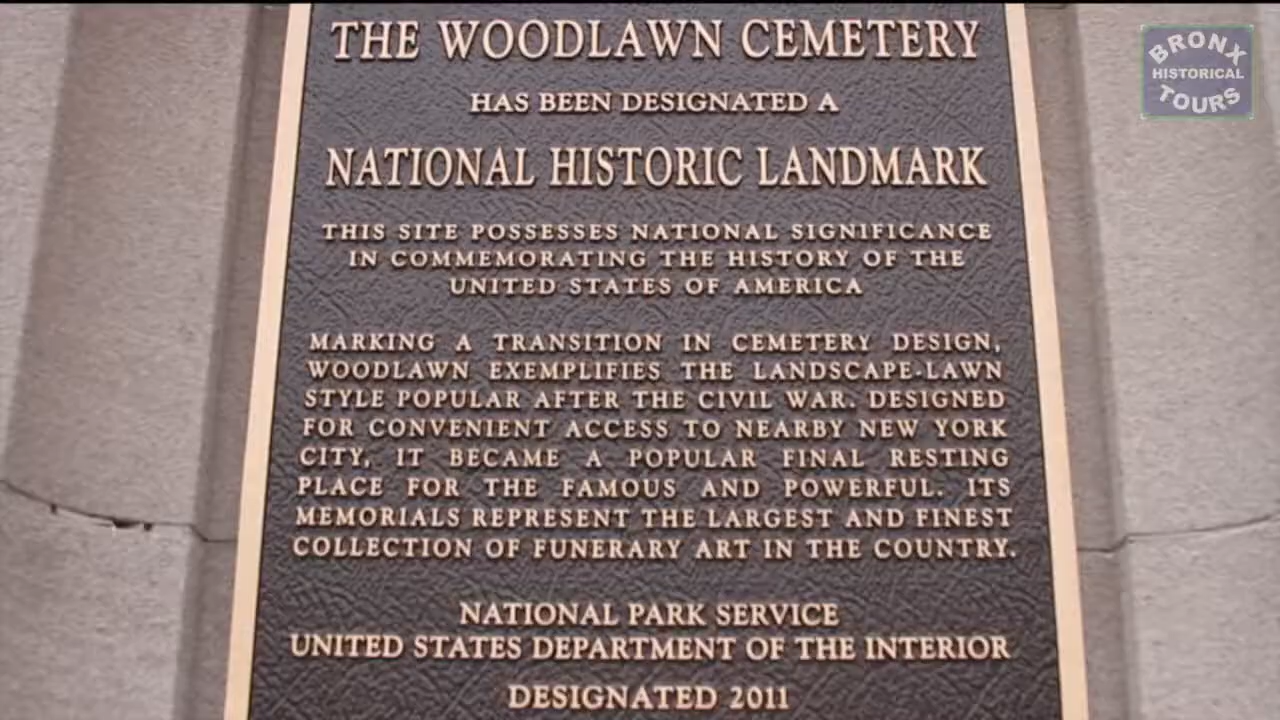 THE WOODLAWN CEMETERY
HAS BEEN DESIGNATED A
NATIONAL HISTORIC LANDMARK
THIS SITE POSSESSES NATIONAL SIGNIFICANCE
IN COMMEMORATING THE HISTORY OF THE
UNITED STATES OF AMERICA
MARKING A TRANSITION IN CEMETERY DESIGN,
WOODLAWN EXEMPLIFIES THE LANDSCAPE-LAWN
STYLE POPULAR AFTER THE CIVIL WAR. DESIGNED
FOR CONVENIENT ACCESS TO NEARBY NEW YORK
CITY, IT BECAME A POPULAR FINAL RESTING
PLACE FOR THE FAMOUS AND POWERFUL. ITS
MEMORIALS REPRESENT THE LARGEST AND FINEST
COLLECTION OF FUNERARY ART IN THE COUNTRY.
NATIONAL PARK SERVICE
UNITED STATES DEPARTMENT OF THE INTERIOR
DESIGNATED 2011
BRONX
HISTORICAL
TOURS